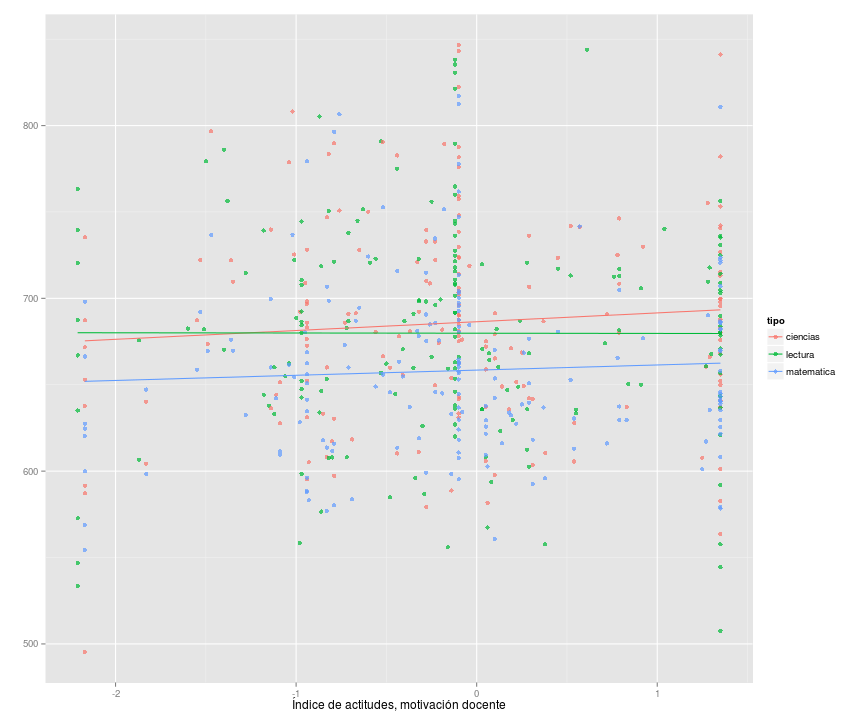 800
700
600
500
-2
-1
0
1
Índice de actitudes, motivación docente
tipo
ciencias
lectura
matematica